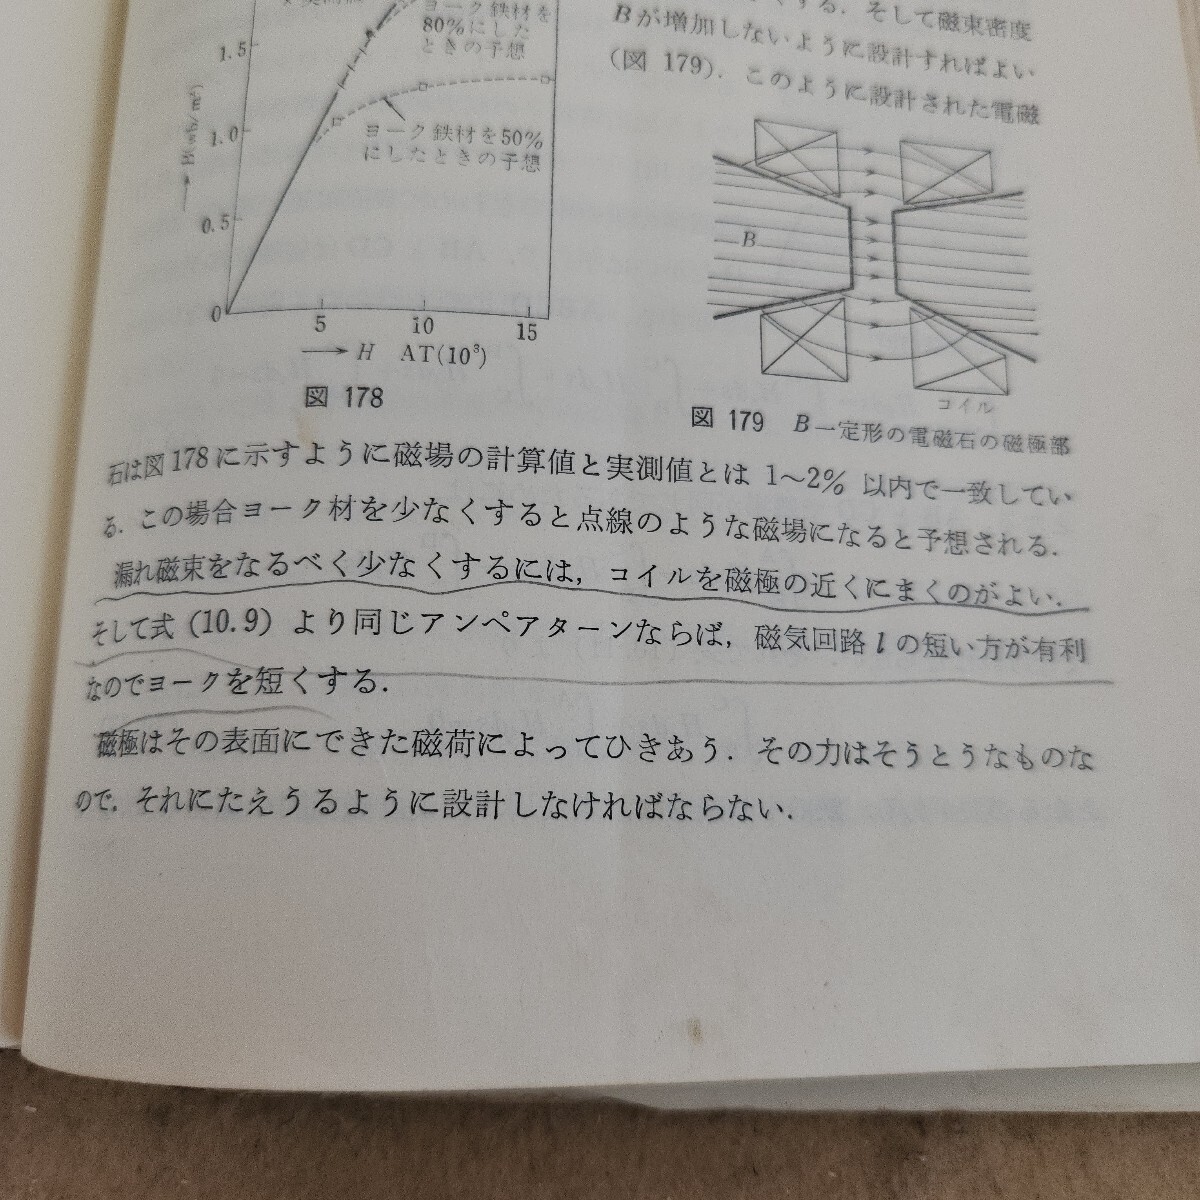 ヨーク鉄材を
80%にした
ときの予想
1.5
1.0
0.5
0
ヨーク鉄材を50%
にしたときの予想
5 10 15
→ H AT(10³)
図 178
する．そして磁束密度
Bが増加しないように設計すればよい
(図 179)．このように設計された電磁
B
コイル
図 179 B一定形の電磁石の磁極部
石は図178に示すように磁場の計算値と実測値とは 1〜2% 以内で一致してい
る．この場合ヨーク材を少なくすると点線のような磁場になると予想される．
漏れ磁束をなるべく少なくするには，コイルを磁極の近くにまくのがよい．
そして式 (10.9) より同じアンペアターンならば，磁気回路 l の短い方が有利
なのでヨークを短くする．
磁極はその表面にできた磁荷によってひきあう．その力はそうとうなものな
ので，それにたえうるように設計しなければならない．